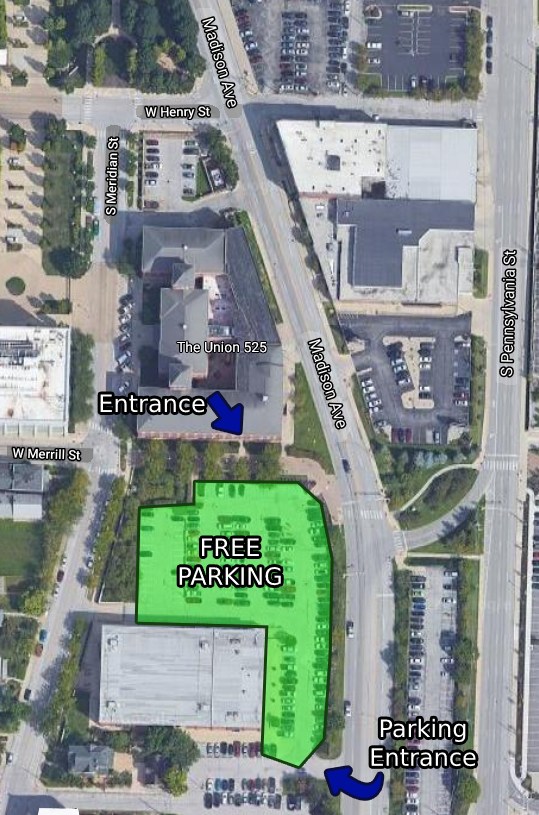 Madison Ave
W Henry St
S Meridian St
S Pennsylvania St
The Union 525
Madison Ave
Entrance
W Merrill St
FREE
PARKING
Parking
Entrance